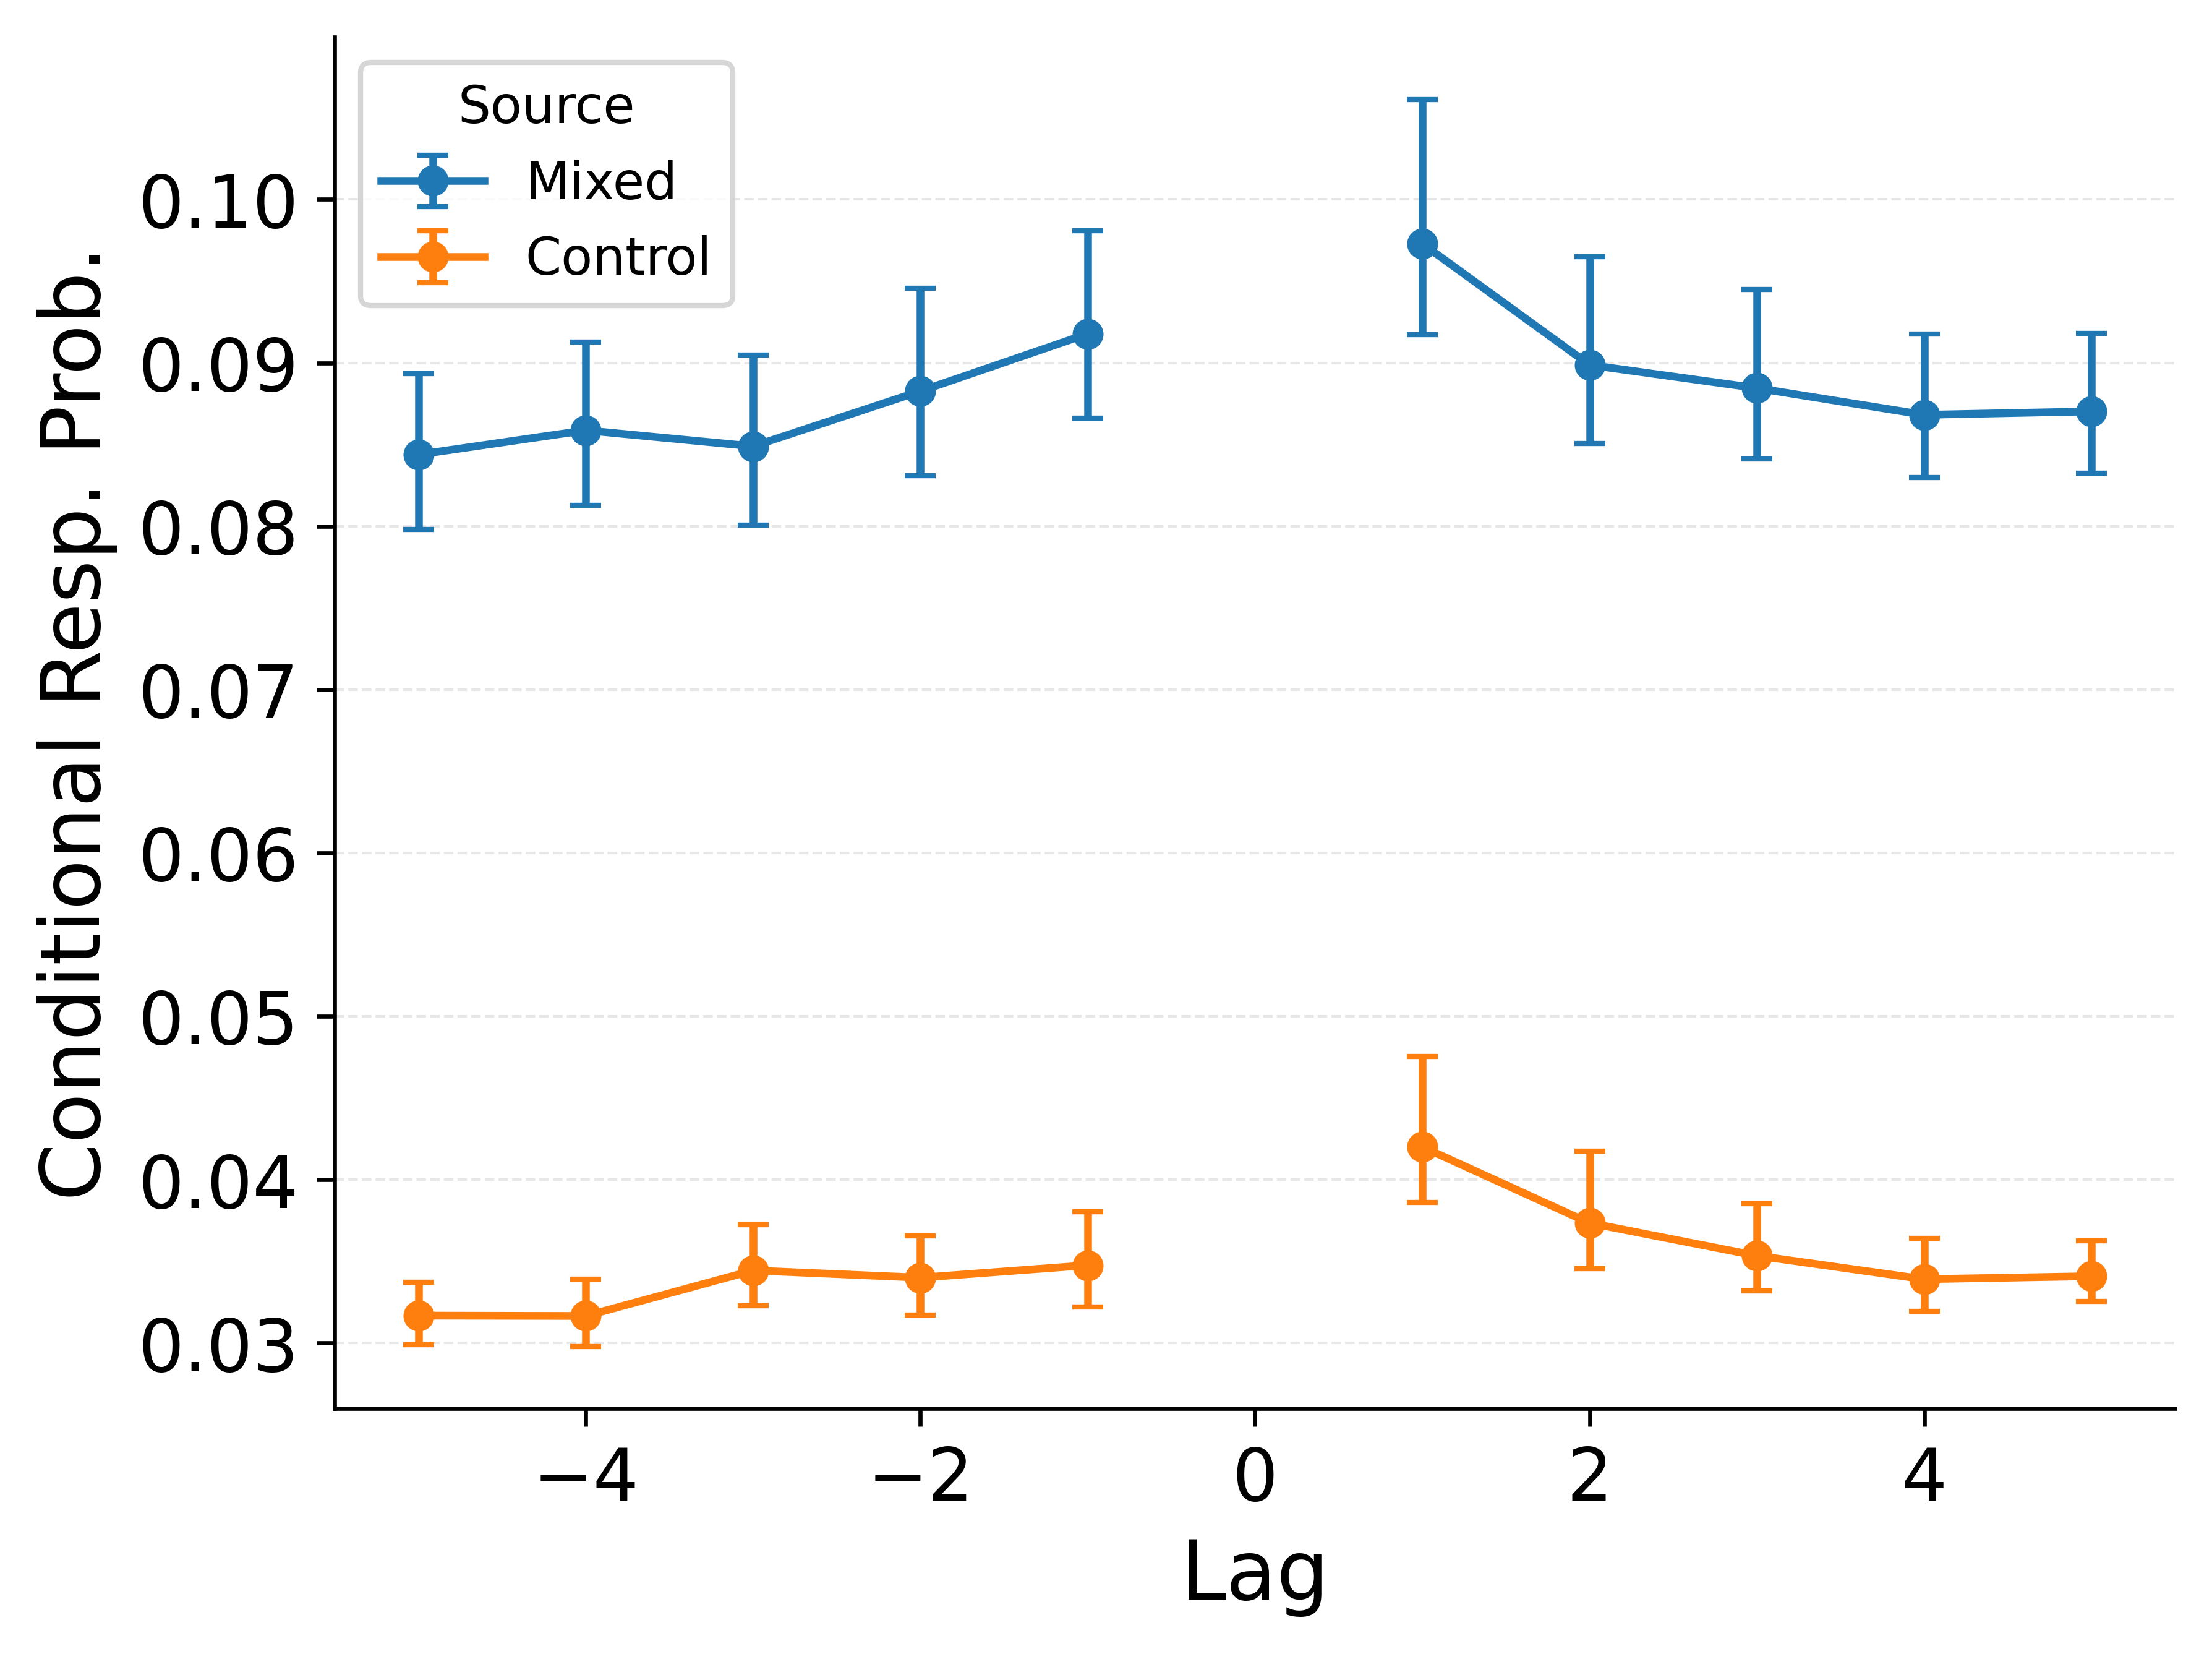 Source
Mixed
Control
Conditional Resp. Prob.
0.10
0.09
0.08
0.07
0.06
0.05
0.04
0.03
−4 −2 0 2 4
Lag